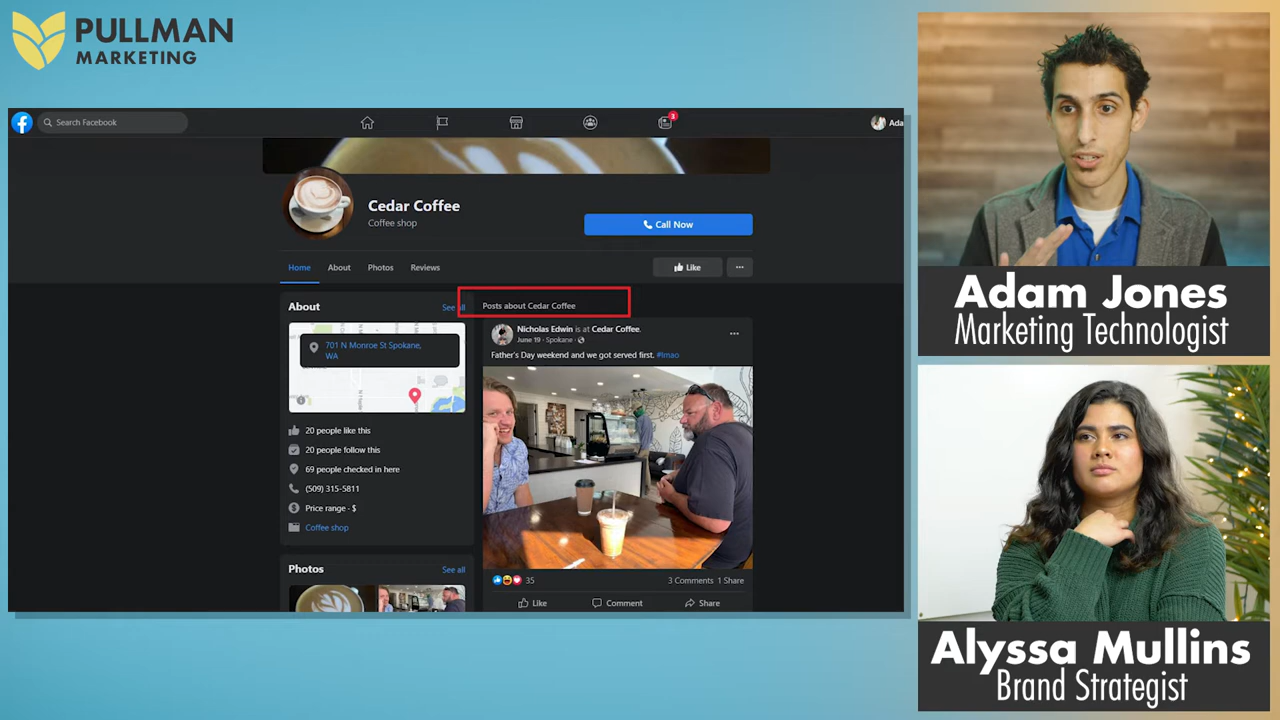 PULLMAN
MARKETING
Search Facebook
3
Ada
Cedar Coffee
Coffee shop
Call Now
Home
About
Photos
Reviews
Like
About
See all
Posts about Cedar Coffee
701 N Monroe St Spokane,
WA
Nicholas Edwin is at Cedar Coffee.
June 19 · Spokane ·
Father's Day weekend and we got served first. #lmao
20 people like this
20 people follow this
69 people checked in here
(509) 315-5811
Price range · $
Coffee shop
Photos
See all
35
3 Comments 1 Share
Like
Comment
Share
Adam Jones
Marketing Technologist
Alyssa Mullins
Brand Strategist